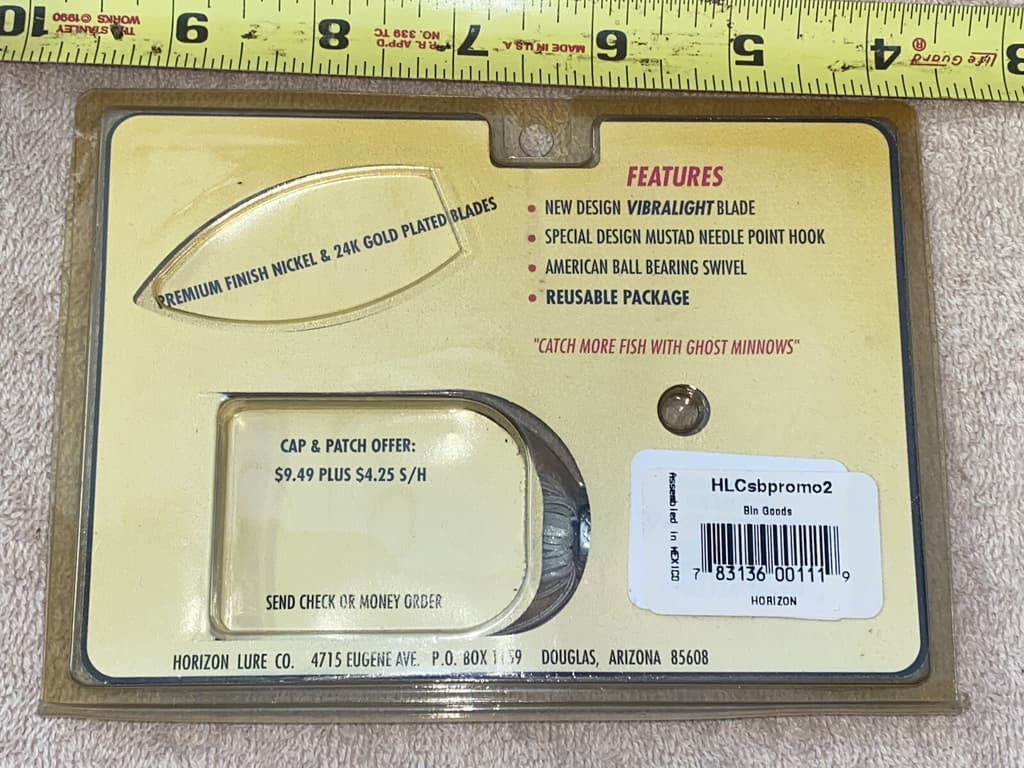 10 9 8 7 6 5 4 3
THE STANLEY
WORKS ©1990
R.R. APP'D
NO. 339 TC
MADE IN U.S.A.
Life Guard®
FEATURES
• NEW DESIGN VIBRALIGHT BLADE
• SPECIAL DESIGN MUSTAD NEEDLE POINT HOOK
• AMERICAN BALL BEARING SWIVEL
• REUSABLE PACKAGE
"CATCH MORE FISH WITH GHOST MINNOWS"
PREMIUM FINISH NICKEL & 24K GOLD PLATED BLADES
CAP & PATCH OFFER:
$9.49 PLUS $4.25 S/H
SEND CHECK OR MONEY ORDER
HORIZON LURE CO. 4715 EUGENE AVE. P.O. BOX 1159 DOUGLAS, ARIZONA 85608
Assembled in MEXICO
HLCsbpromo2
Bin Goods
7 83136 00111 9
HORIZON